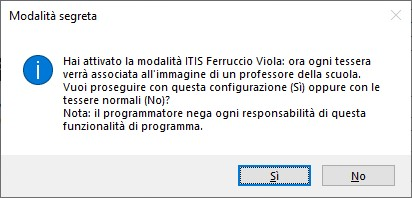 Modalità segreta
Hai attivato la modalità ITIS Ferruccio Viola: ora ogni tessera
verrà associata all'immagine di un professore della scuola.
Vuoi proseguire con questa configurazione (Sì) oppure con le
tessere normali (No)?
Nota: il programmatore nega ogni responsabilità di questa
funzionalità di programma.
Sì
No